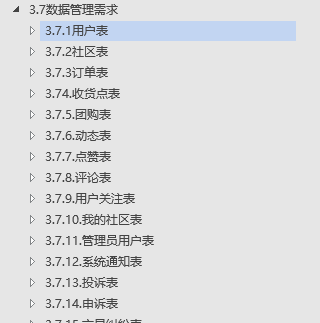 3.7数据管理需求
3.7.1用户表
3.7.2社区表
3.7.3订单表
3.74.收货点表
3.7.5.团购表
3.7.6.动态表
3.7.7.点赞表
3.7.8.评论表
3.7.9.用户关注表
3.7.10.我的社区表
3.7.11.管理员用户表
3.7.12.系统通知表
3.7.13.投诉表
3.7.14.申诉表